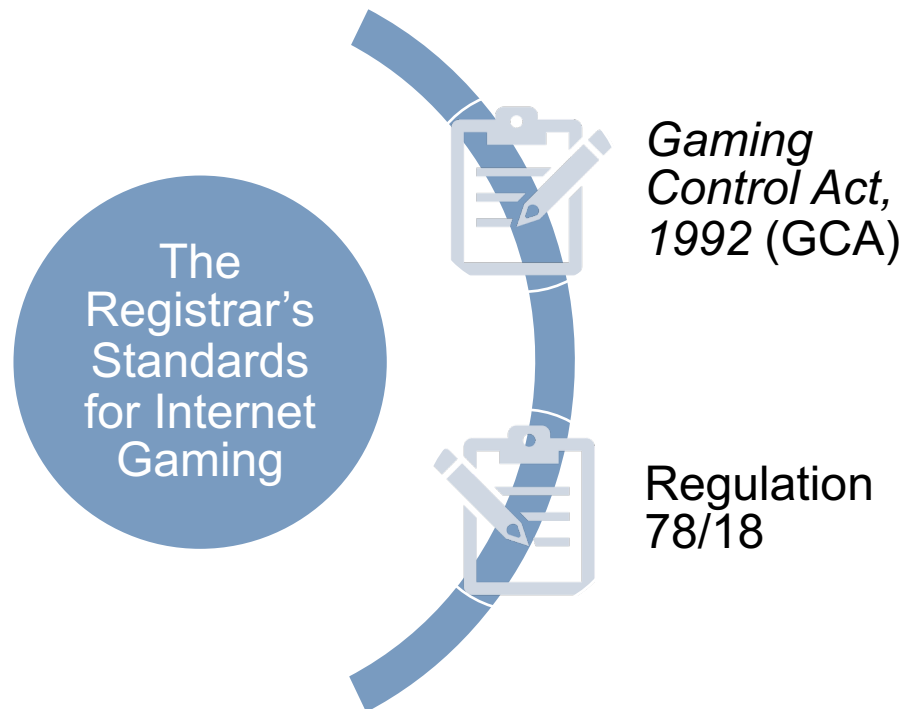 The
Registrar’s
Standards
for Internet
Gaming
Gaming
Control Act,
1992 (GCA)
Regulation
78/18